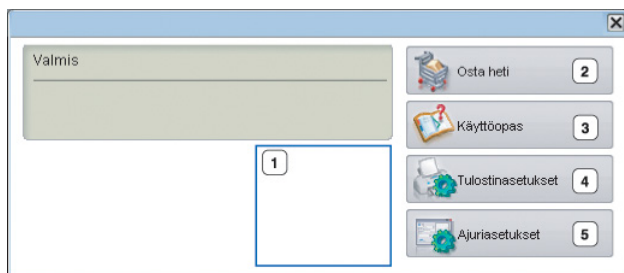 Valmis
1
Osta heti 2
Käyttöopas 3
Tulostinasetukset 4
Ajuriasetukset 5